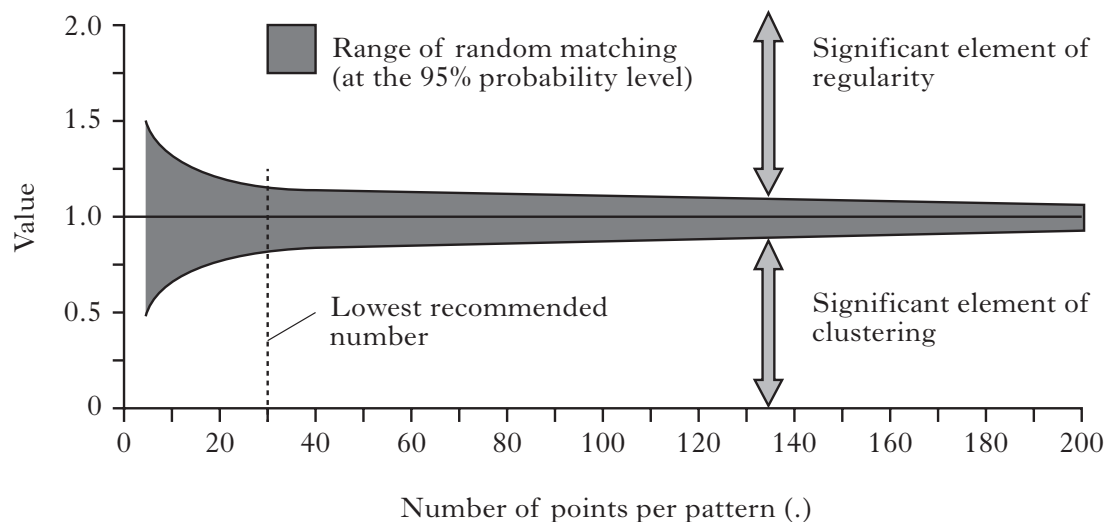 2.0
1.5
1.0
0.5
0
Value
Range of random matching
(at the 95% probability level)
Significant element of
regularity
Lowest recommended
number
Significant element of
clustering
0 20 40 60 80 100 120 140 160 180 200
Number of points per pattern (.)